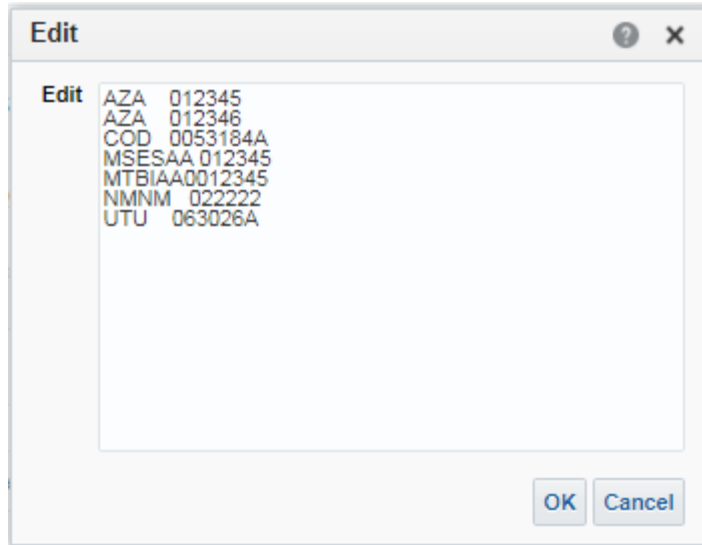 Edit
Edit
AZA    012345
AZA    012346
COD   0053184A
MSESAA 012345
MTBIAA0012345
NMNM   022222
UTU    063026A
OK Cancel